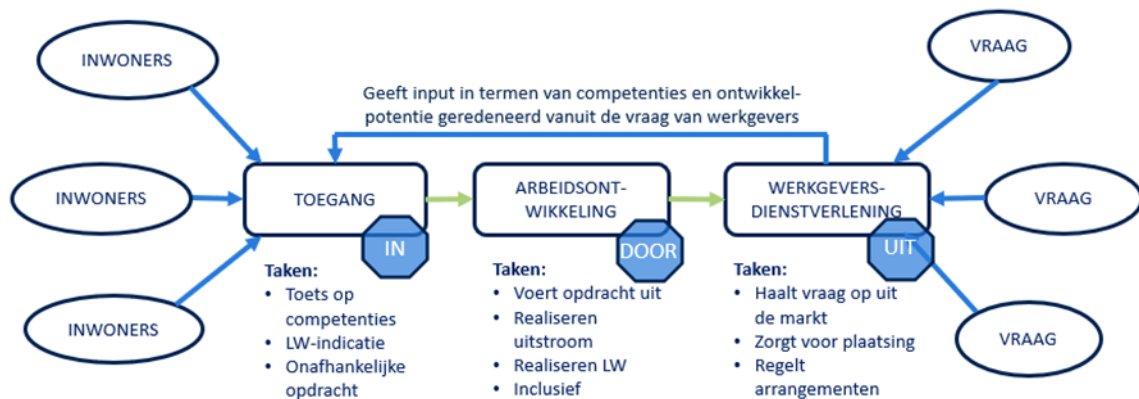 INWONERS
VRAAG
Geeft input in termen van competenties en ontwikkel-
potentie geredeneerd vanuit de vraag van werkgevers
INWONERS
TOEGANG
IN
ARBEIDSONT-
WIKKELING
DOOR
WERKGEVERS-
DIENSTVERLENING
UIT
VRAAG
INWONERS
Taken:
• Toets op
competenties
• LW-indicatie
• Onafhankelijke
opdracht
Taken:
• Voert opdracht uit
• Realiseren
uitstroom
• Realiseren LW
• Inclusief
Taken:
• Haalt vraag op uit
de markt
• Zorgt voor plaatsing
• Regelt
arrangementen
VRAAG